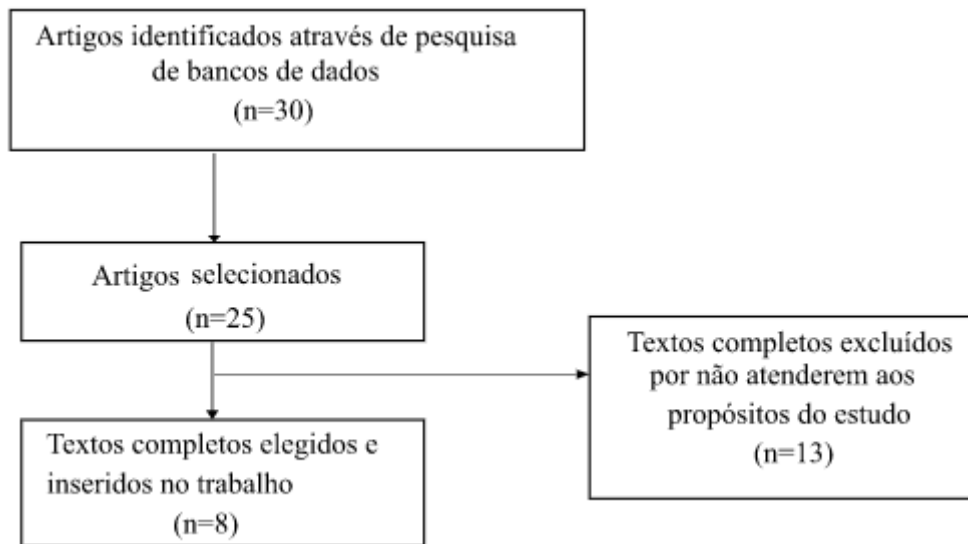 Artigos identificados através de pesquisa
de bancos de dados
(n=30)
Artigos selecionados
(n=25)
Textos completos excluídos
por não atenderem aos
propósitos do estudo
(n=13)
Textos completos elegidos e
inseridos no trabalho
(n=8)